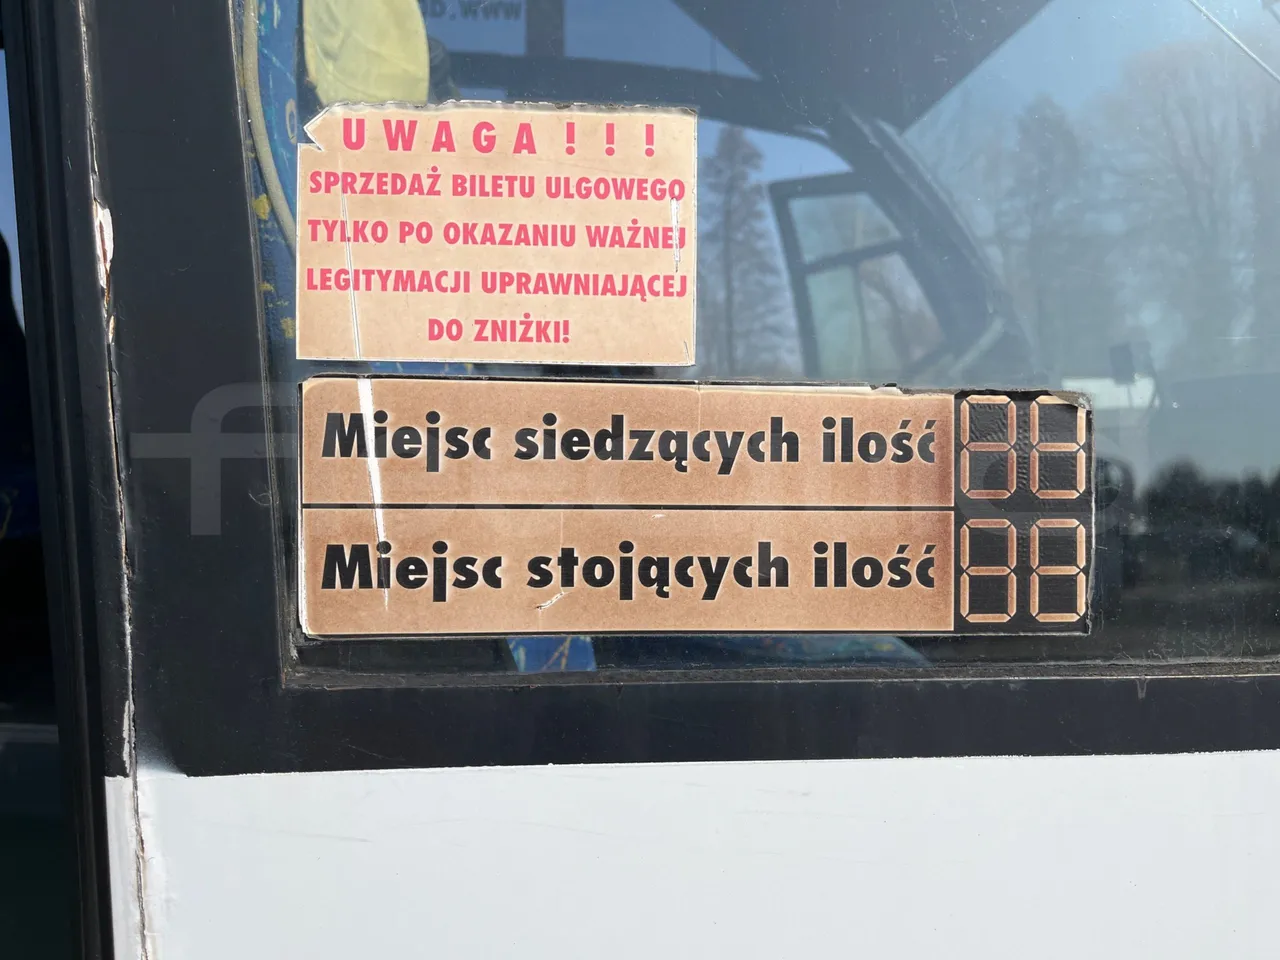 UWAGA!!!
SPRZEDAŻ BILETU ULGOWEGO
TYLKO PO OKAZANIU WAŻNEJ
LEGITYMACJI UPRAWNIAJĄCEJ
DO ZNIŻKI!
Miejsc siedzących ilość
Miejsc stojących ilość